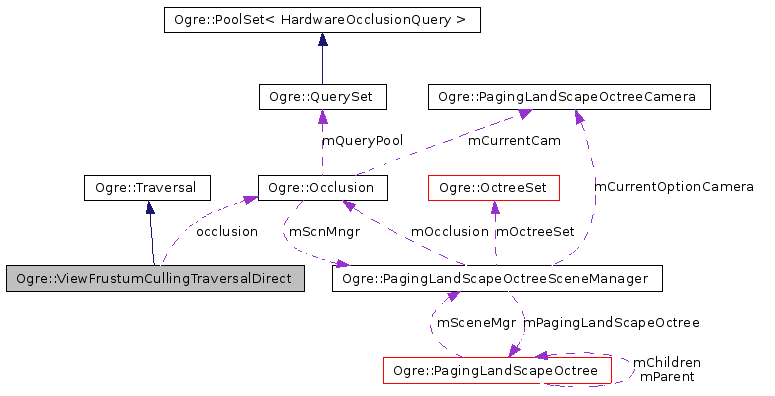 Ogre::PoolSet< HardwareOcclusionQuery >
Ogre::QuerySet
Ogre::PagingLandScapeOctreeCamera
mQueryPool
mCurrentCam
Ogre::Traversal
Ogre::Occlusion
Ogre::OctreeSet
mCurrentOptionCamera
occlusion
mScnMngr
mOcclusion
mOctreeSet
Ogre::ViewFrustumCullingTraversalDirect
Ogre::PagingLandScapeOctreeSceneManager
mSceneMgr
mPagingLandScapeOctree
Ogre::PagingLandScapeOctree
mChildren
mParent